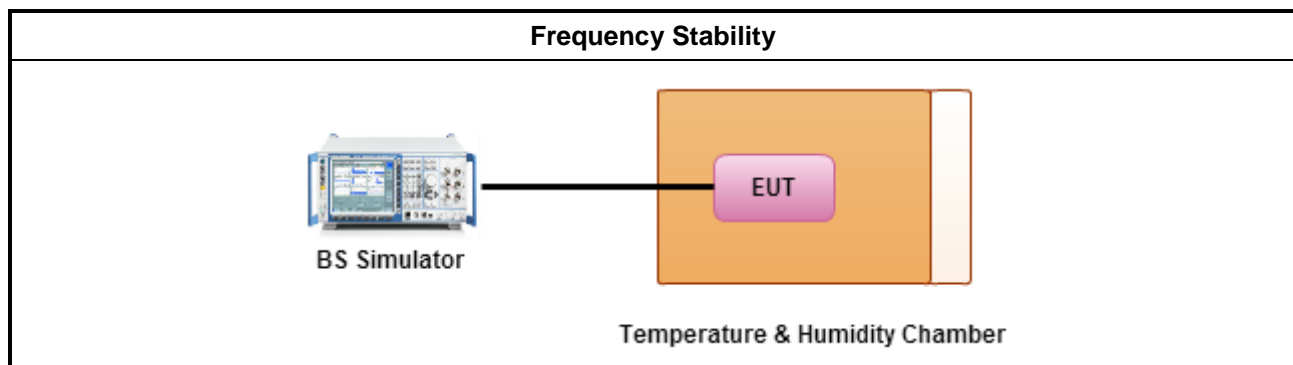 Frequency Stability
EUT
BS Simulator
Temperature & Humidity Chamber